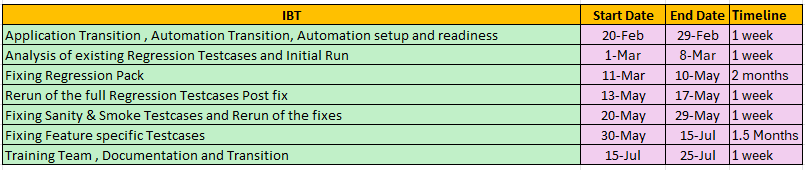 IBT Start Date End Date Timeline
Application Transition , Automation Transition, Automation setup and readiness 20-Feb 29-Feb 1 week
Analysis of existing Regression Testcases and Initial Run 1-Mar 8-Mar 1 week
Fixing Regression Pack 11-Mar 10-May 2 months
Rerun of the full Regression Testcases Post fix 13-May 17-May 1 week
Fixing Sanity & Smoke Testcases and Rerun of the fixes 20-May 29-May 1 week
Fixing Feature specific Testcases 30-May 15-Jul 1.5 Months
Training Team , Documentation and Transition 15-Jul 25-Jul 1 week